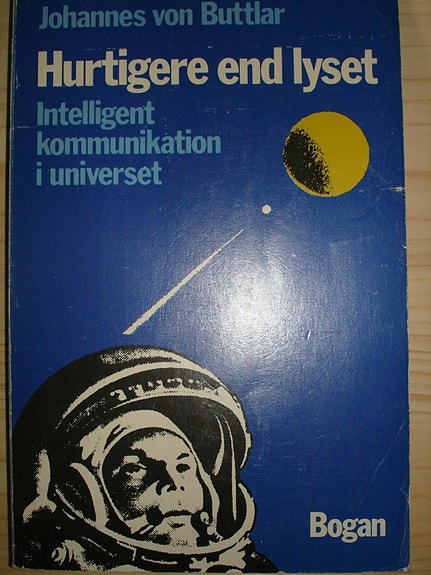 Johannes von Buttlar
Hurtigere end lyset
Intelligent
kommunikation
i universet
Bogan